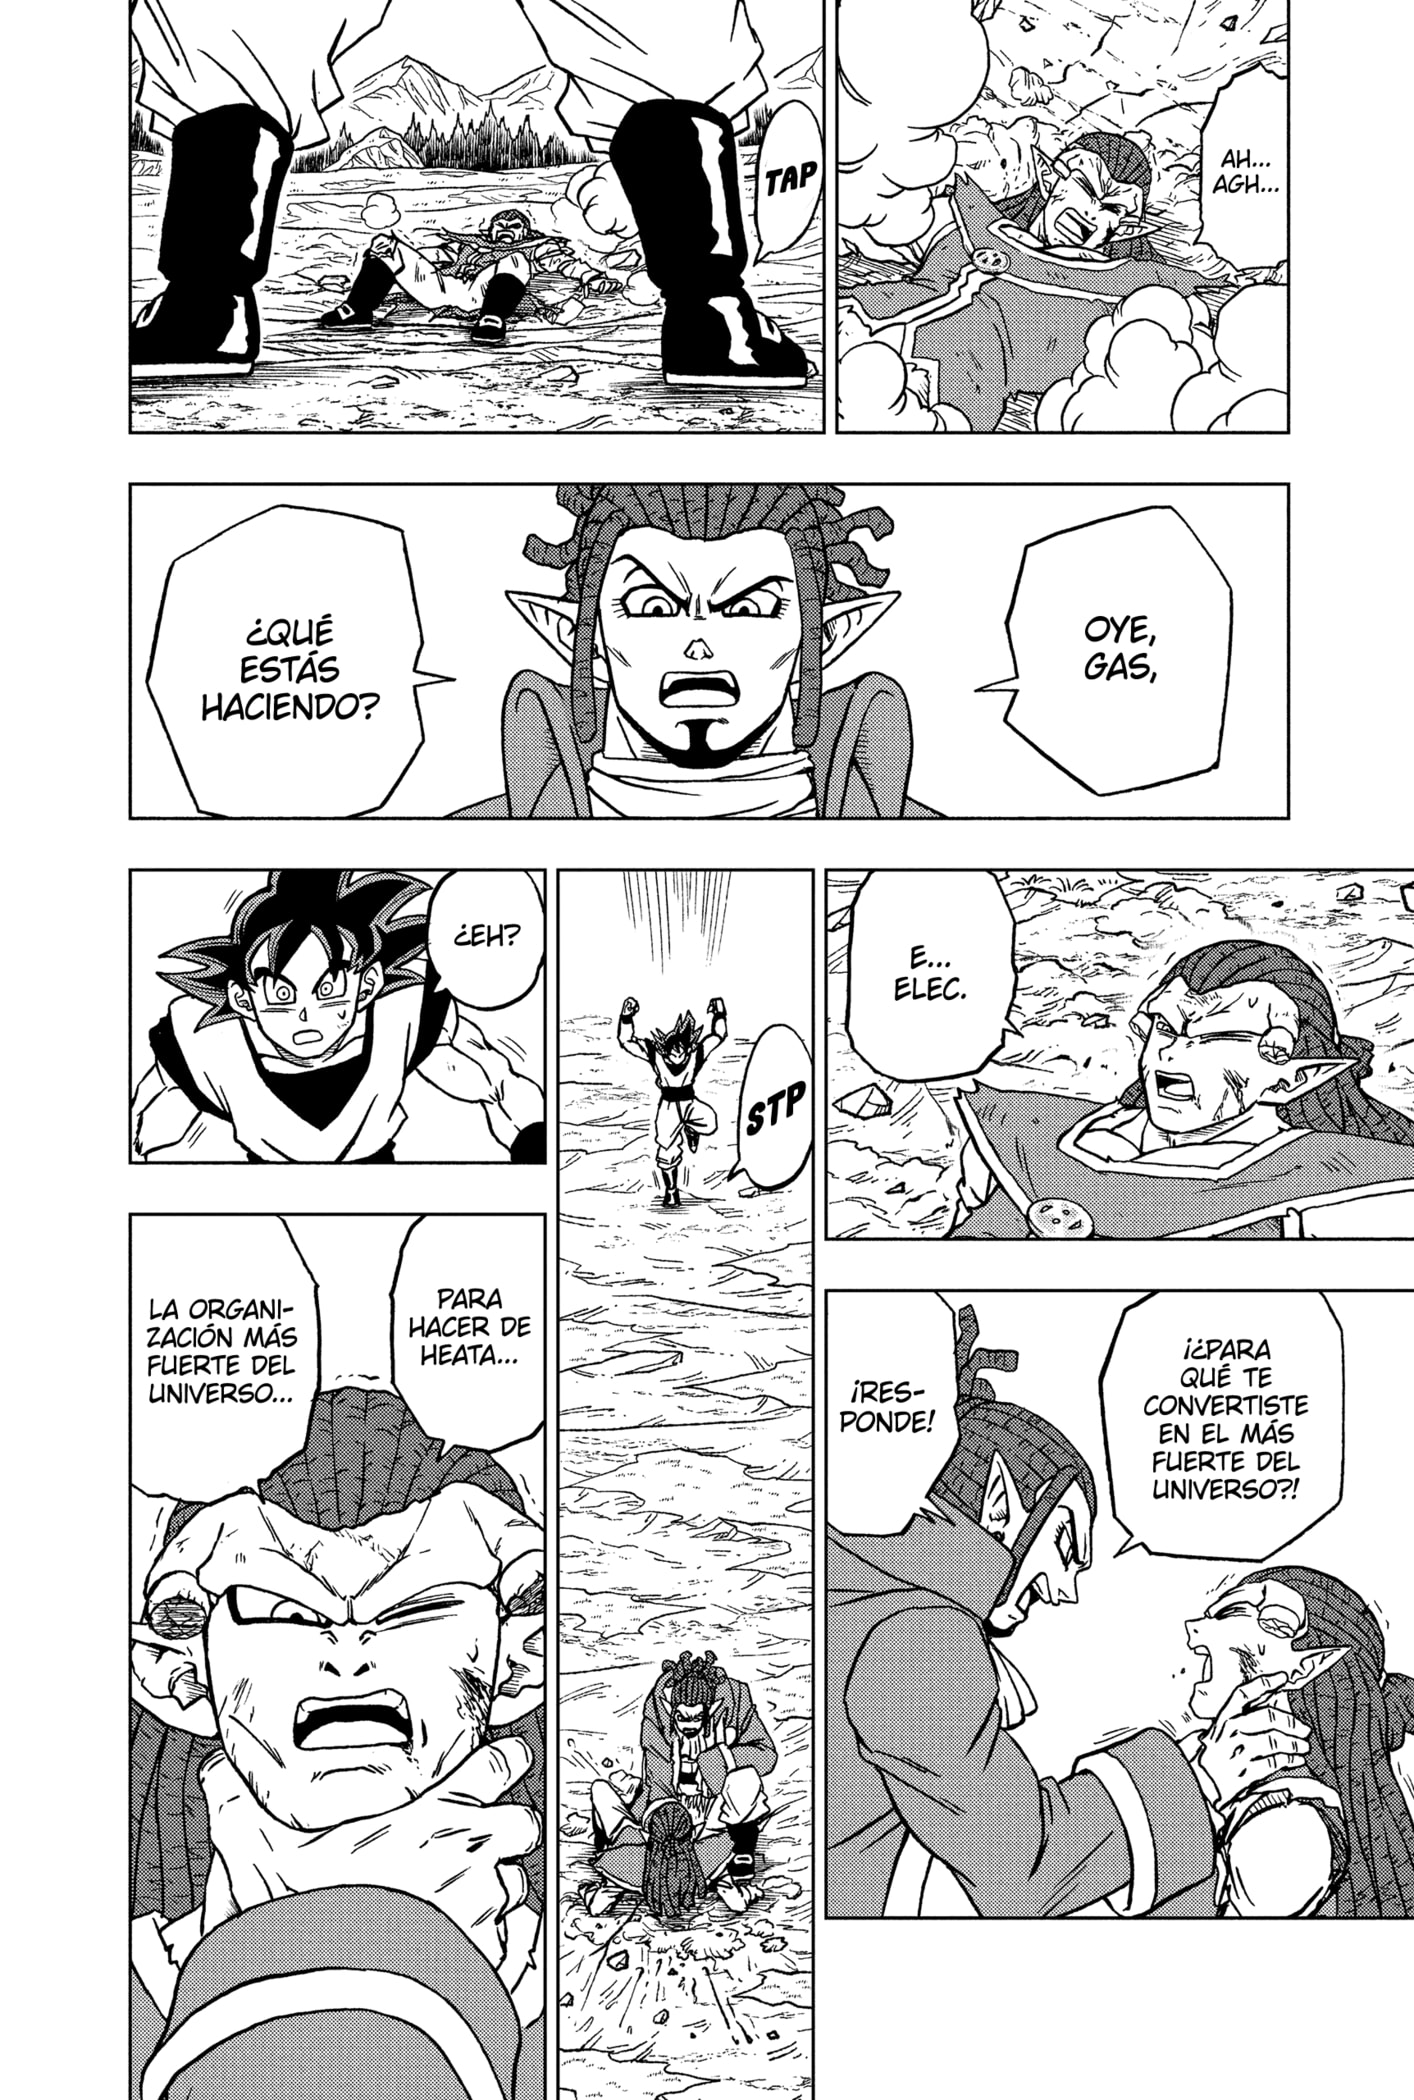 AH...
AGH...
TAP
OYE,
GAS,
¿QUÉ
ESTÁS
HACIENDO?
E...
ELEC.
STP
¿EH?
¡¿PARA
QUÉ TE
CONVERTISTE
EN EL MÁS
FUERTE DEL
UNIVERSO?!
¡RES-
PONDE!
PARA
HACER DE
HEATA...
LA ORGANI-
ZACIÓN MÁS
FUERTE DEL
UNIVERSO...